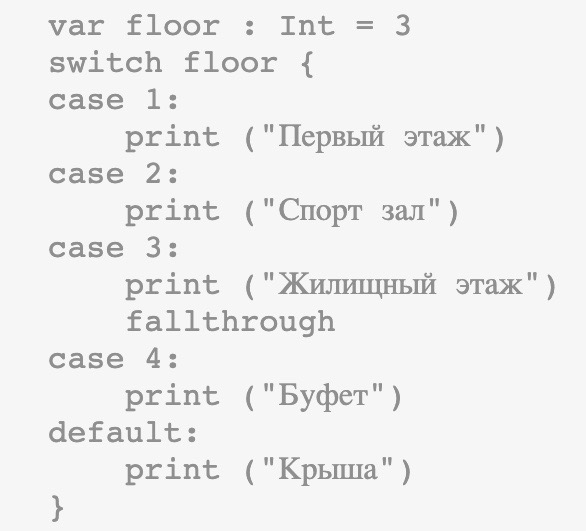 var floor : Int = 3
switch floor {
case 1:
    print ("Первый этаж")
case 2:
    print ("Спорт зал")
case 3:
    print ("Жилищный этаж")
    fallthrough
case 4:
    print ("Буфет")
default:
    print ("Крыша")
}